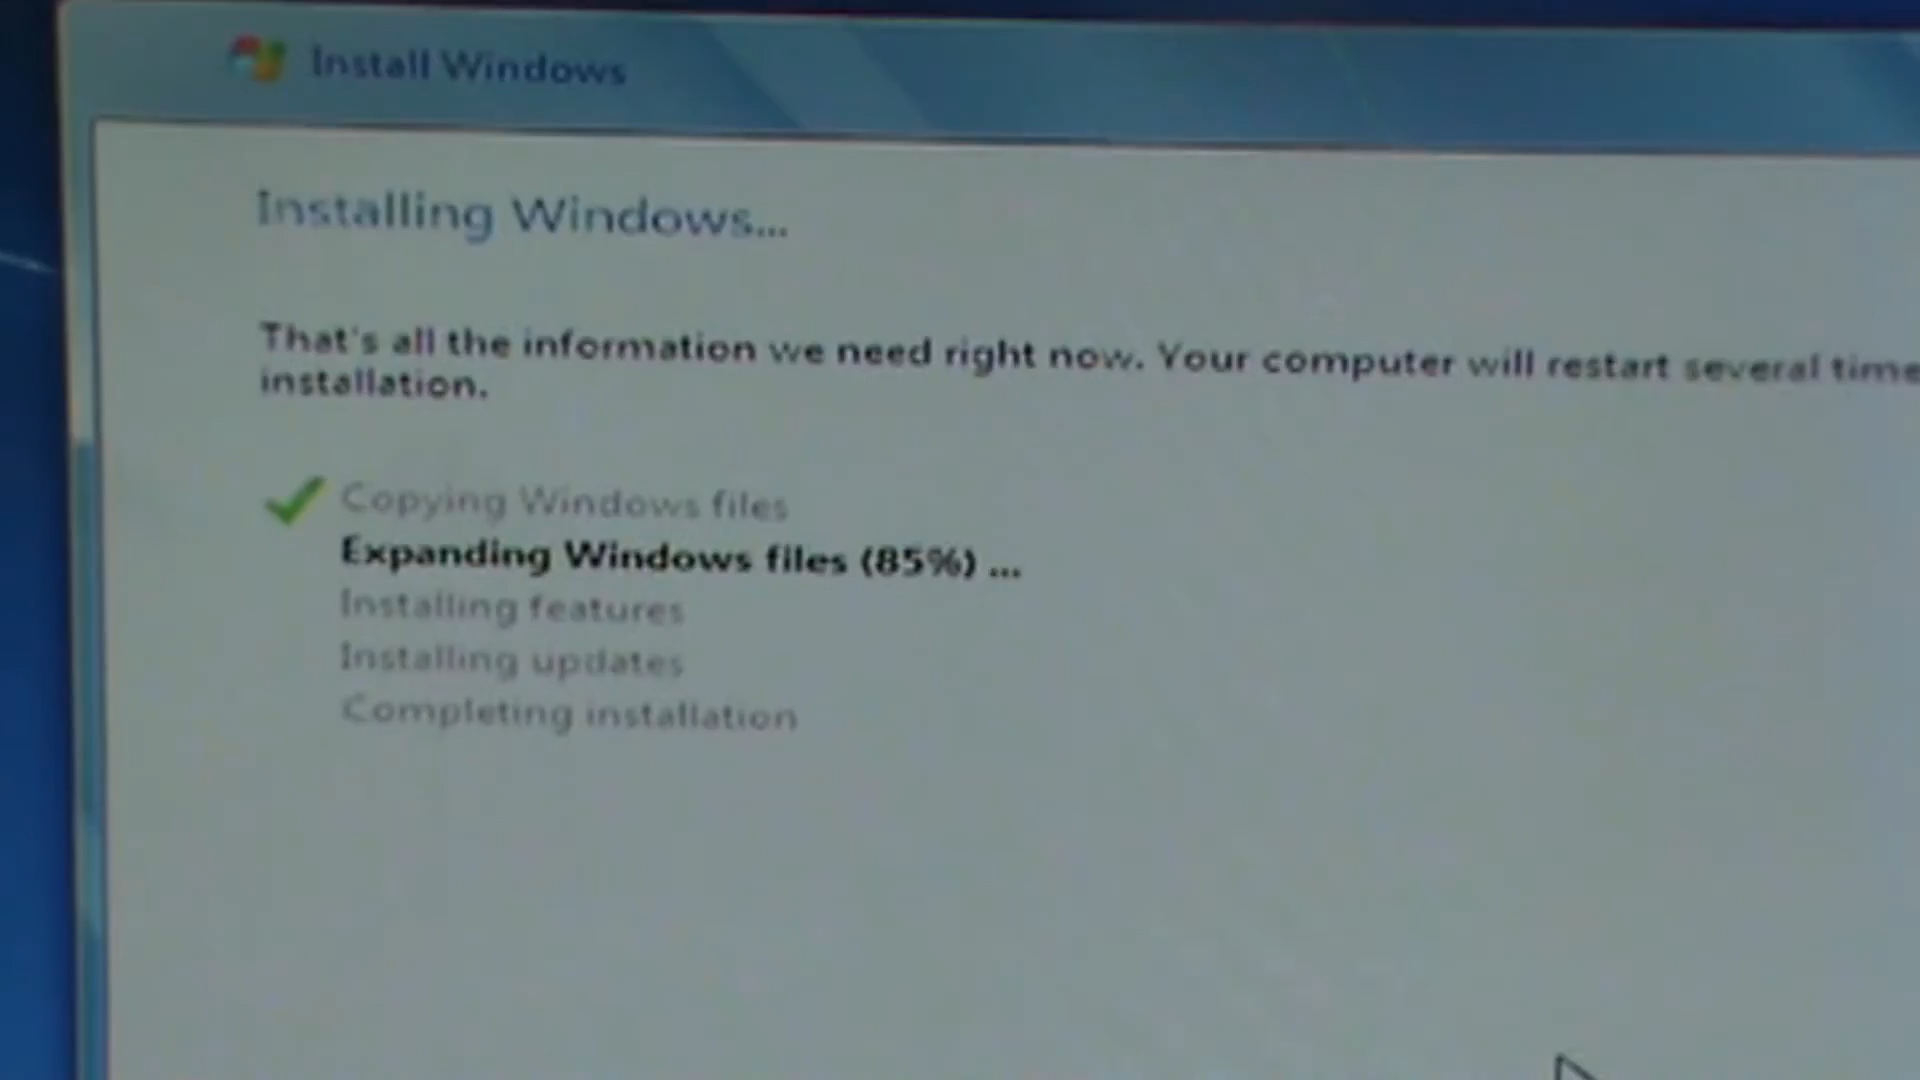 Install Windows
Installing Windows...
That's all the information we need right now. Your computer will restart several time
installation.
Copying Windows files
Expanding Windows files (85%) ...
Installing features
Installing updates
Completing installation